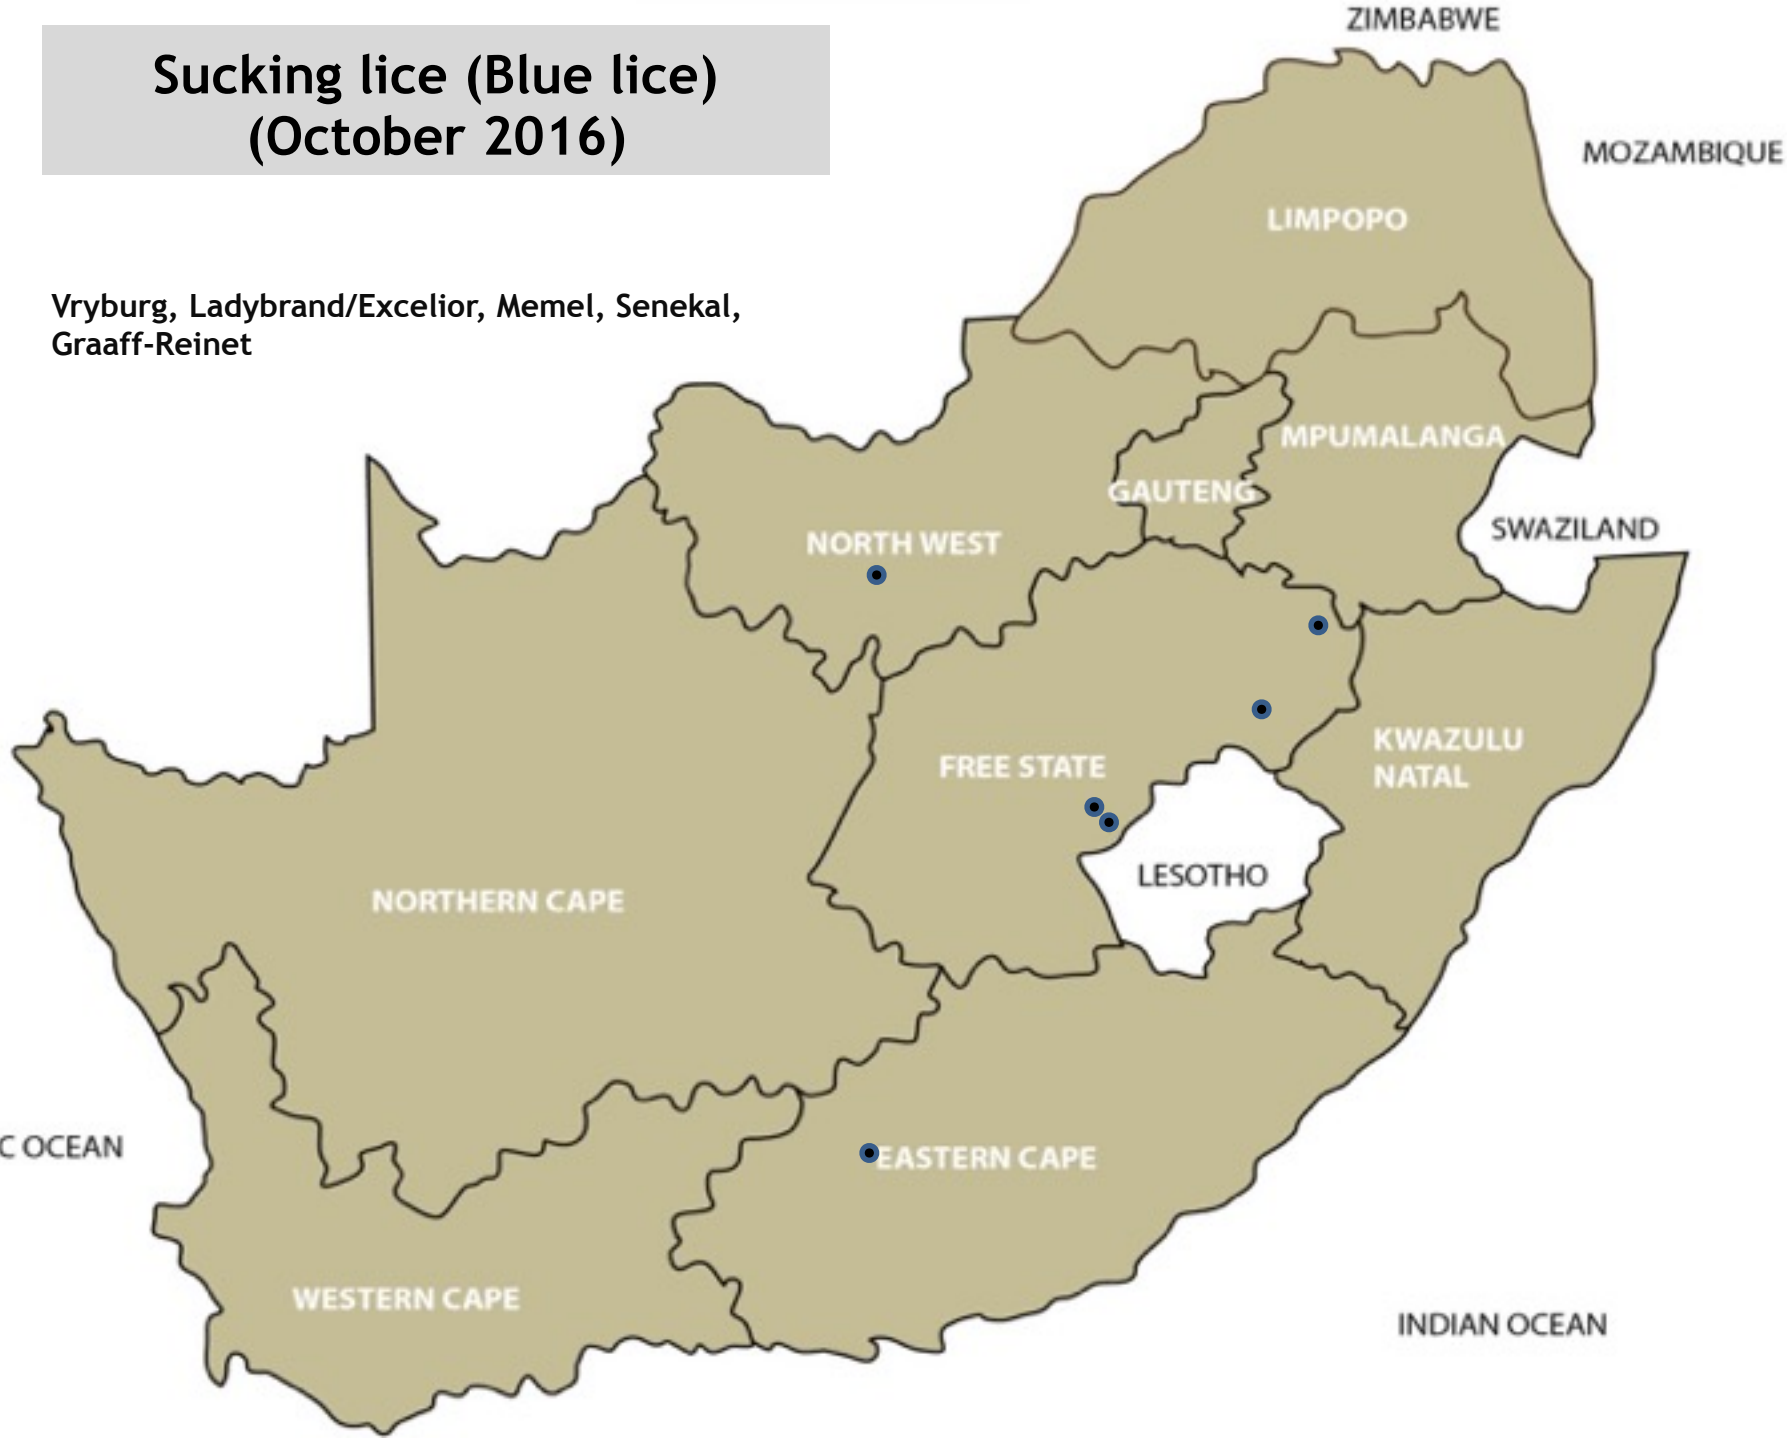 Sucking lice (Blue lice)
(October 2016)
Vryburg, Ladybrand/Excelior, Memel, Senekal,
Graaff-Reinet
ZIMBABWE
MOZAMBIQUE
LIMPOPO
MPUMALANGA
GAUTENG
NORTH WEST
SWAZILAND
FREE STATE
KWAZULU
NATAL
LESOTHO
NORTHERN CAPE
C OCEAN
EASTERN CAPE
WESTERN CAPE
INDIAN OCEAN